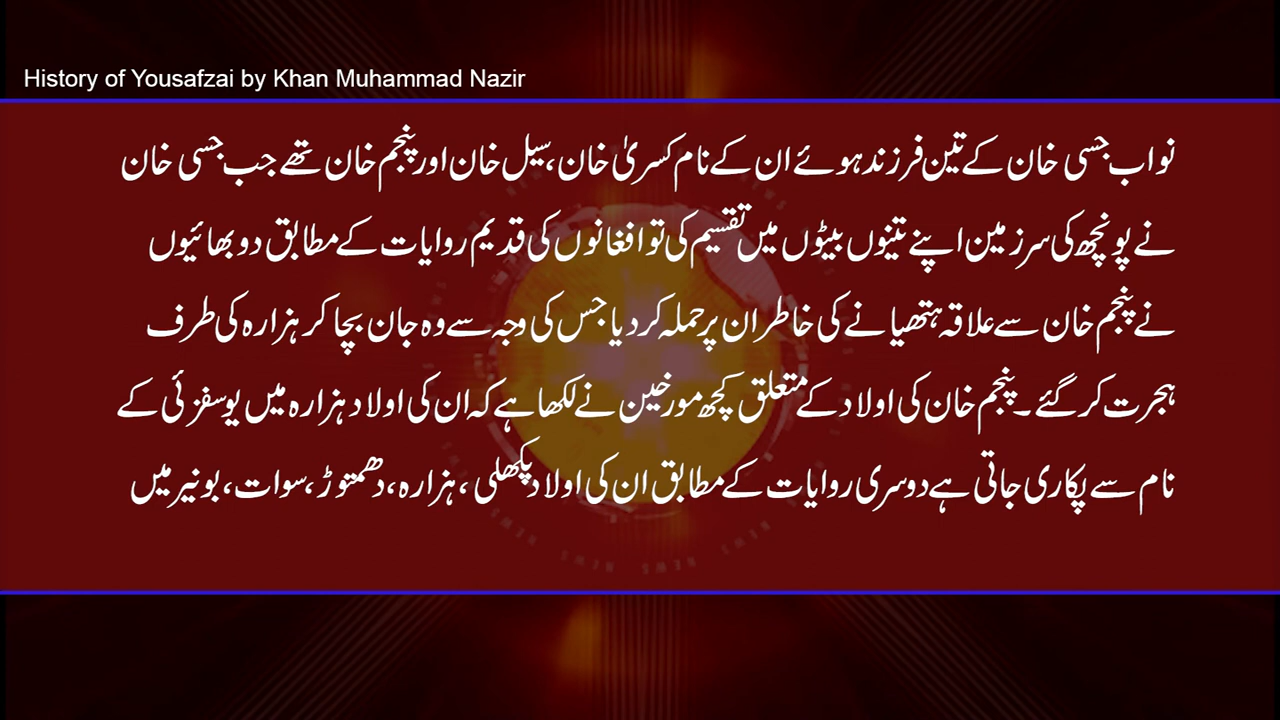 History of Yousafzai by Khan Muhammad Nazir
نواب جسی خان کے تین فرزند ہوئے ان کے نام کسریٰ خان، سیل خان اور پنجم خان تھے جب جسی خان
نے پونچھ کی سرزمین اپنے تینوں بیٹوں میں تقسیم کی تو افغانوں کی قدیم روایات کے مطابق دو بھائیوں
نے پنجم خان سے علاقہ ہتھیانے کی خاطر ان پر حملہ کر دیا جس کی وجہ سے وہ جان بچا کر ہزارہ کی طرف
ہجرت کر گئے۔ پنجم خان کی اولاد کے متعلق کچھ مورخین نے لکھا ہے کہ ان کی اولاد ہزارہ میں یوسفزئی کے
نام سے پکاری جاتی ہے دوسری روایات کے مطابق ان کی اولاد پکھلی، ہزارہ، دھمتوڑ، سوات، بونیر میں
NEWS NEWS NEWS